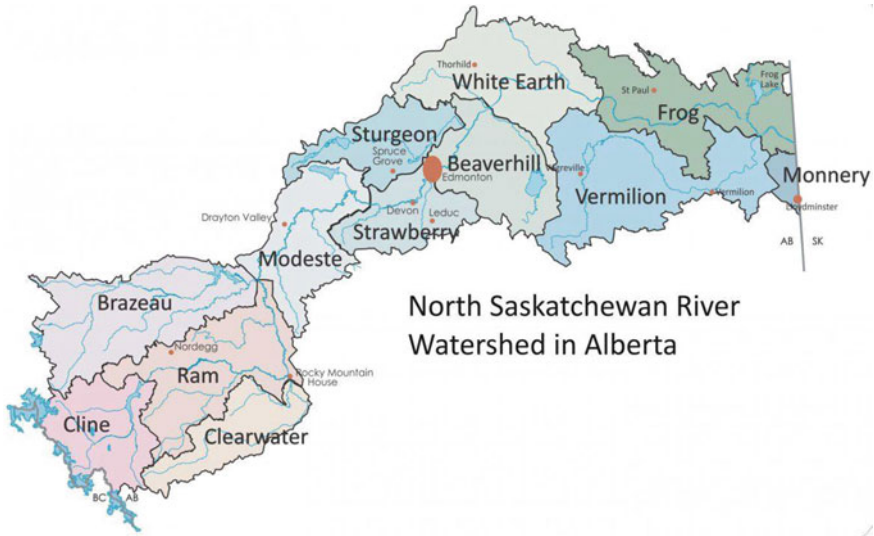 Thorhild
White Earth
St Paul
Frog
Lake
Frog
Sturgeon
Spruce
Grove
Beaverhill
Edmonton
Vegreville
Vermilion
Vermilion
Monnery
Lloydminster
AB
SK
Drayton Valley
Devon
Leduc
Strawberry
Modeste
Brazeau
North Saskatchewan River
Watershed in Alberta
Nordegg
Ram
Rocky Mountain
House
Cline
Clearwater
BC
AB